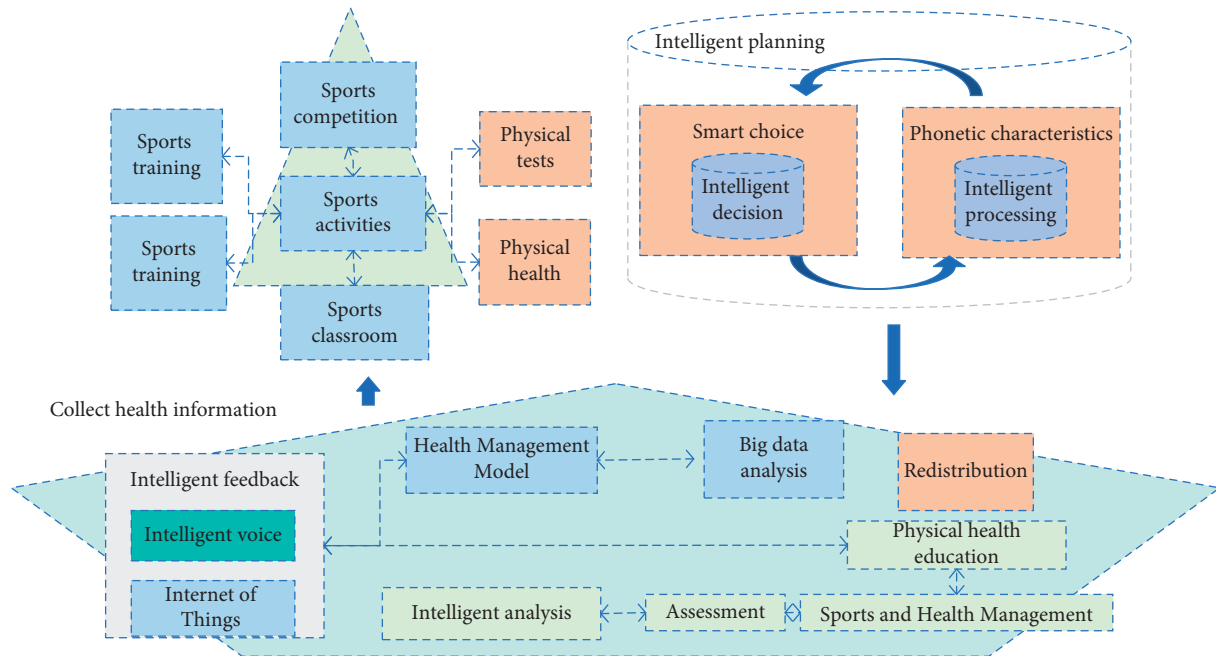 Sports
competition
Sports
training
Sports
training
Sports
activities
Physical
tests
Physical
health
Sports
classroom
Intelligent planning
Smart choice
Intelligent
decision
Phonetic characteristics
Intelligent
processing
Collect health information
Intelligent feedback
Intelligent voice
Internet of
Things
Health Management
Model
Big data
analysis
Redistribution
Physical health
education
Intelligent analysis
Assessment
Sports and Health Management